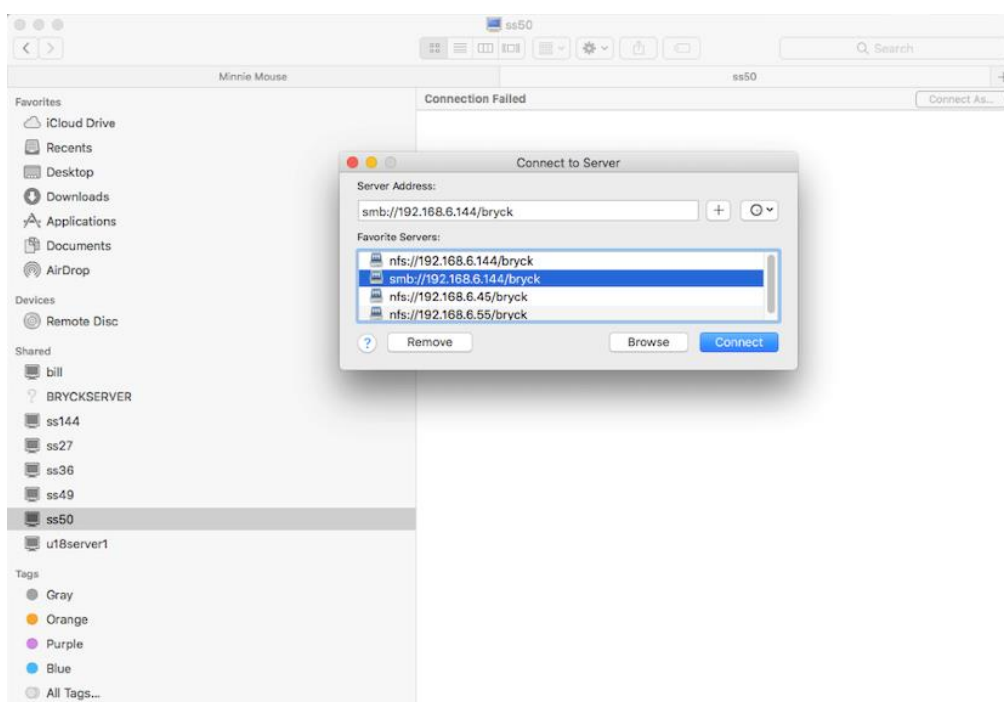 ss50
Search
Minnie Mouse
ss50
+
Favorites
iCloud Drive
Recents
Desktop
Downloads
Applications
Documents
AirDrop
Devices
Remote Disc
Shared
bill
BRYCKSERVER
ss144
ss27
ss36
ss49
ss50
u18server1
Tags
Gray
Orange
Purple
Blue
All Tags...
Connection Failed
Connect As...
Connect to Server
Server Address:
smb://192.168.6.144/bryck
+
Favorite Servers:
nfs://192.168.6.144/bryck
smb://192.168.6.144/bryck
nfs://192.168.6.45/bryck
nfs://192.168.6.55/bryck
?
Remove
Browse
Connect